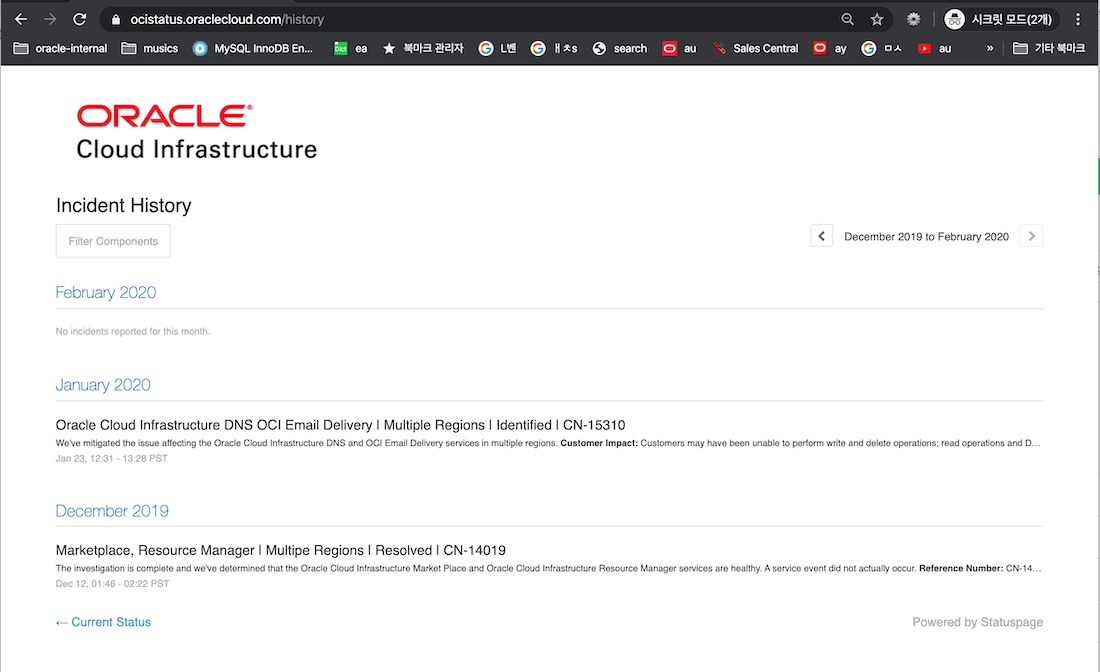 ocistatus.oraclecloud.com/history
시크릿 모드(2개)
oracle-internal musics MySQL InnoDB En... Dict ea 북마크 관리자 L벤 ㅐㅊs search au Sales Central ay ㅁㅅ au » 기타 북마크
ORACLE®
Cloud Infrastructure
Incident History
Filter Components
December 2019 to February 2020
February 2020
No incidents reported for this month.
January 2020
Oracle Cloud Infrastructure DNS OCI Email Delivery | Multiple Regions | Identified | CN-15310
We've mitigated the issue affecting the Oracle Cloud Infrastructure DNS and OCI Email Delivery services in multiple regions. Customer Impact: Customers may have been unable to perform write and delete operations; read operations and D...
Jan 23, 12:31 - 13:28 PST
December 2019
Marketplace, Resource Manager | Multipe Regions | Resolved | CN-14019
The investigation is complete and we've determined that the Oracle Cloud Infrastructure Market Place and Oracle Cloud Infrastructure Resource Manager services are healthy. A service event did not actually occur. Reference Number: CN-14...
Dec 12, 01:46 - 02:22 PST
← Current Status
Powered by Statuspage